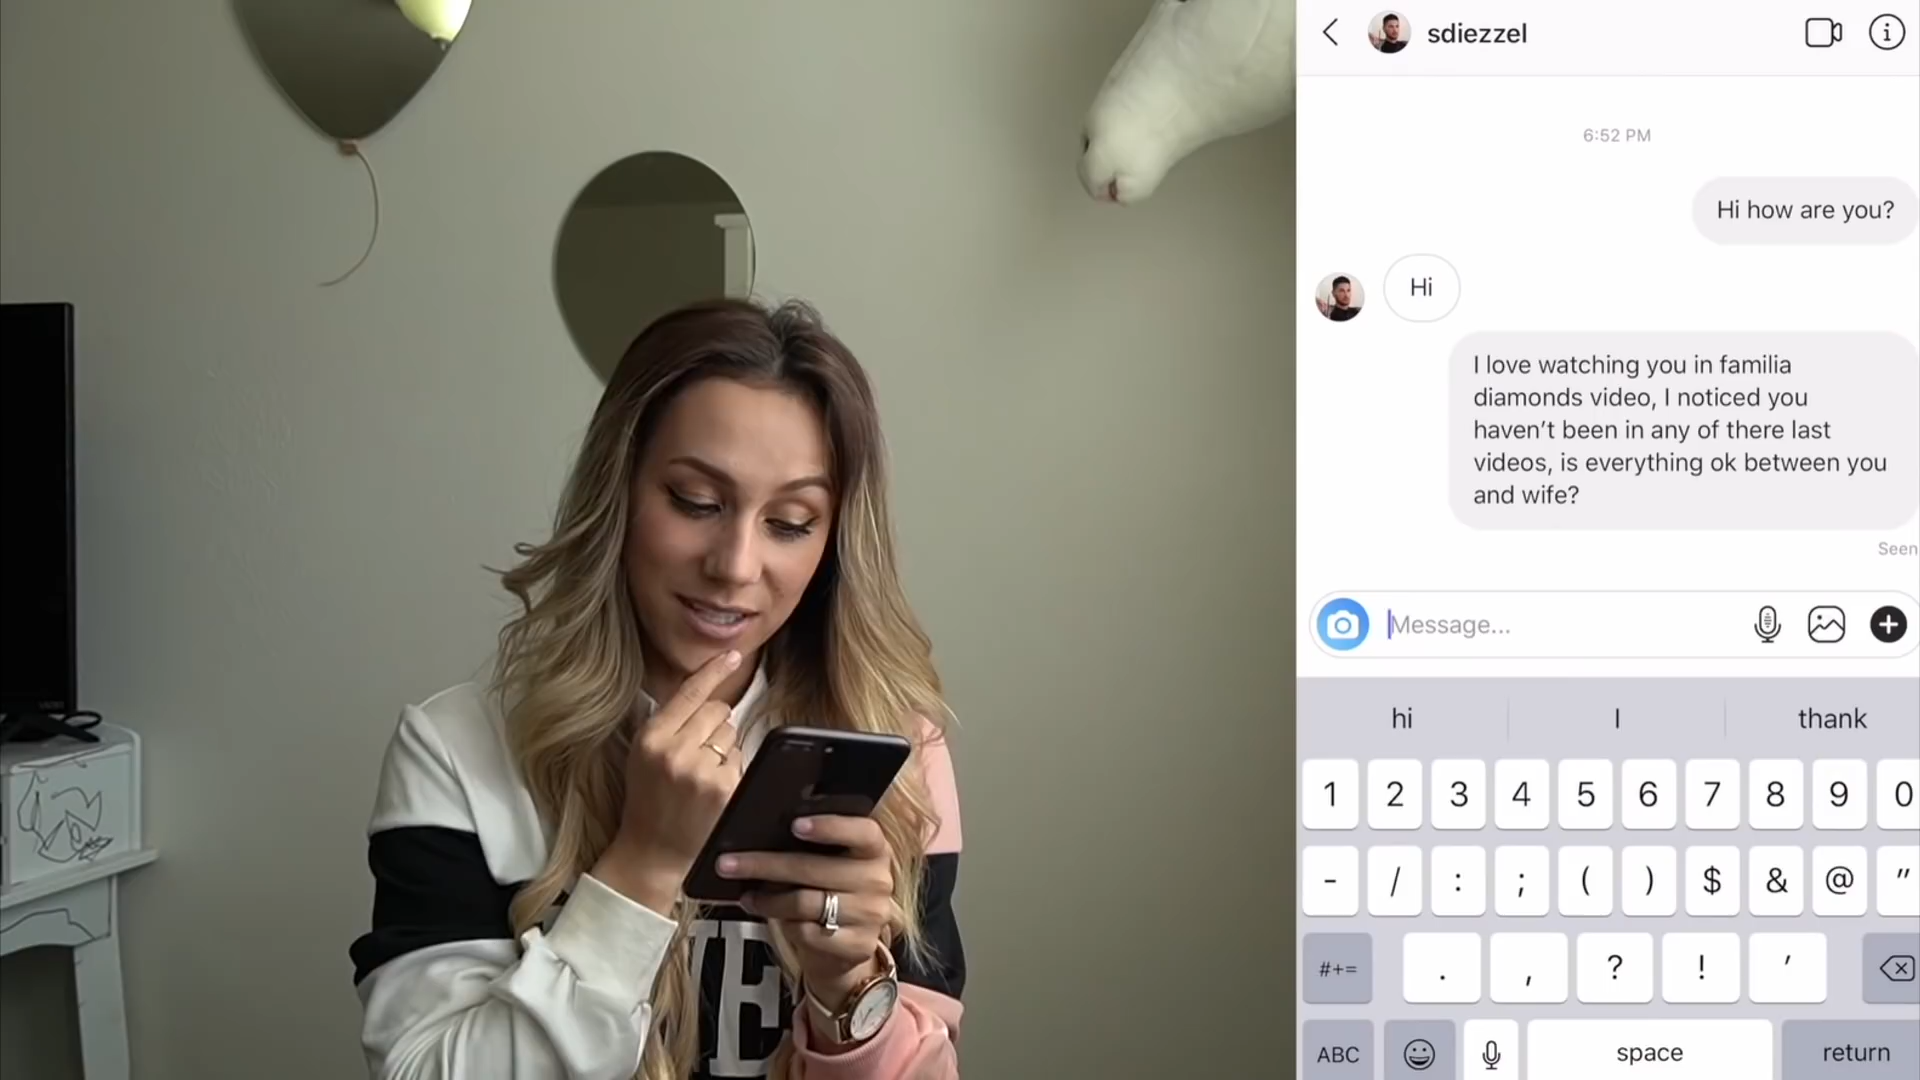 sdiezzel
6:52 PM
Hi how are you?
Hi
I love watching you in familia
diamonds video, I noticed you
haven't been in any of there last
videos, is everything ok between you
and wife?
Seen
Message...
hi I thank
1 2 3 4 5 6 7 8 9 0
- / : ; ( ) $ & @ "
#+= . , ? ! '
ABC space return